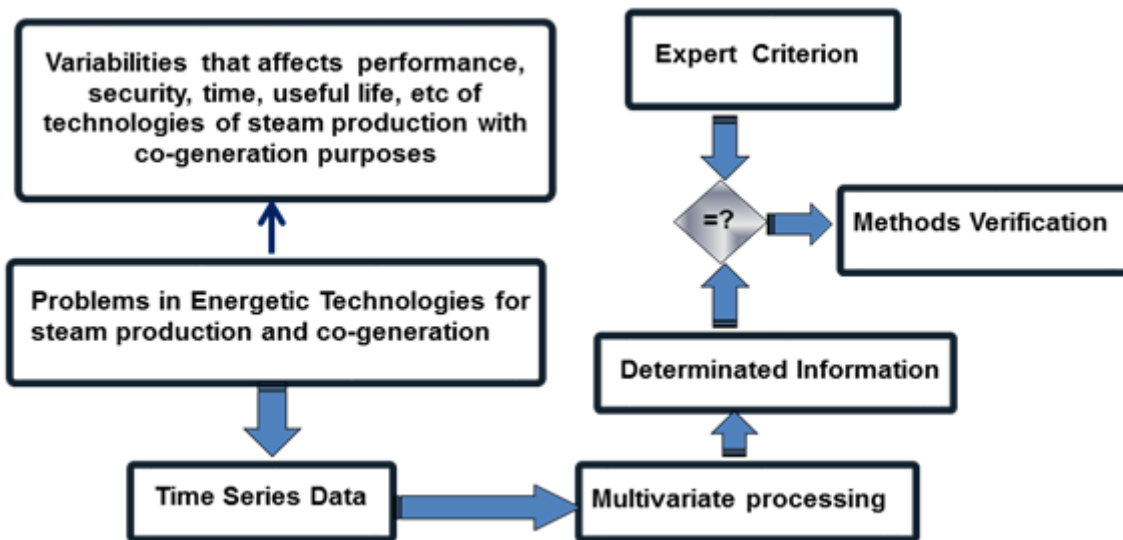 Variabilities that affects performance,
security, time, useful life, etc of
technologies of steam production with
co-generation purposes
Expert Criterion
=?
Methods Verification
Problems in Energetic Technologies for
steam production and co-generation
Determinated Information
Time Series Data
Multivariate processing